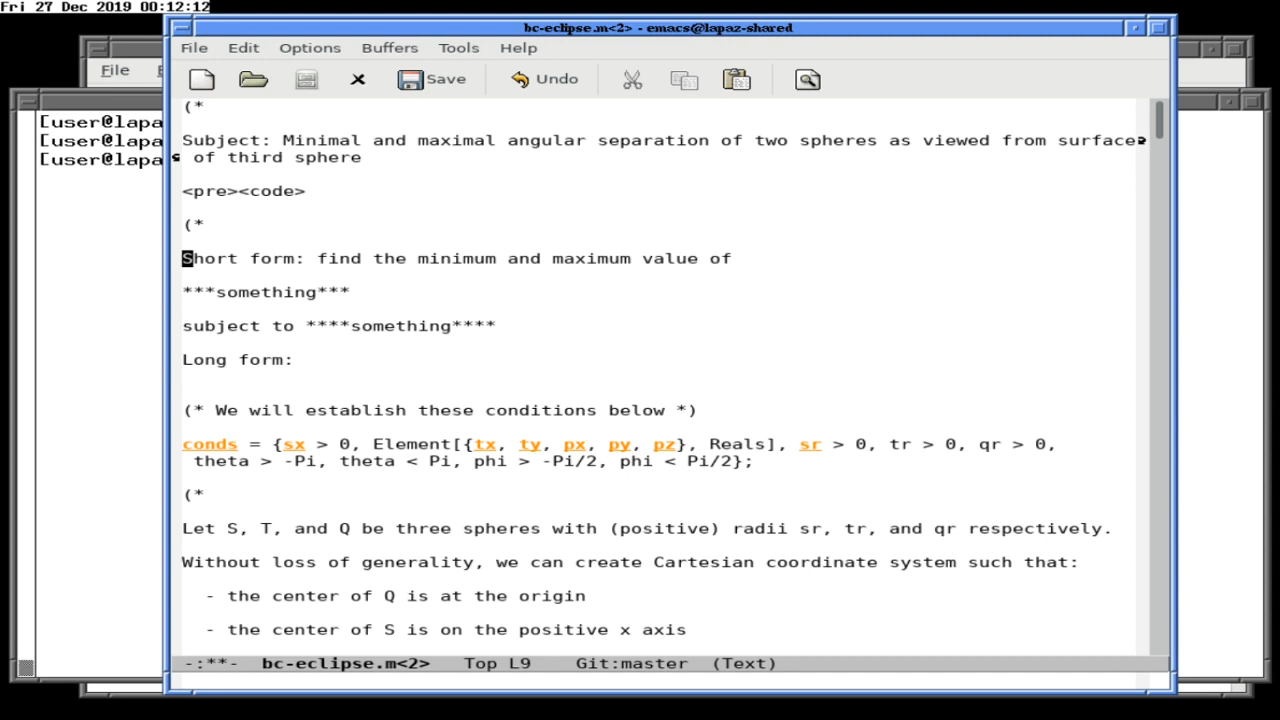 Fri 27 Dec 2019 00:12:12
bc-eclipse.m<2> - emacs@lapaz-shared
File Edit Options Buffers Tools Help
Save Undo
File
[user@lapa
[user@lapa
[user@lapa
(*
Subject: Minimal and maximal angular separation of two spheres as viewed from surface
of third sphere
<pre><code>
(*
Short form: find the minimum and maximum value of
***something***
subject to ****something****
Long form:
(* We will establish these conditions below *)
conds = {sx > 0, Element[{tx, ty, px, py, pz}, Reals], sr > 0, tr > 0, qr > 0,
theta > -Pi, theta < Pi, phi > -Pi/2, phi < Pi/2};
(*
Let S, T, and Q be three spheres with (positive) radii sr, tr, and qr respectively.
Without loss of generality, we can create Cartesian coordinate system such that:
- the center of Q is at the origin
- the center of S is on the positive x axis
-:**- bc-eclipse.m<2> Top L9 Git:master (Text)